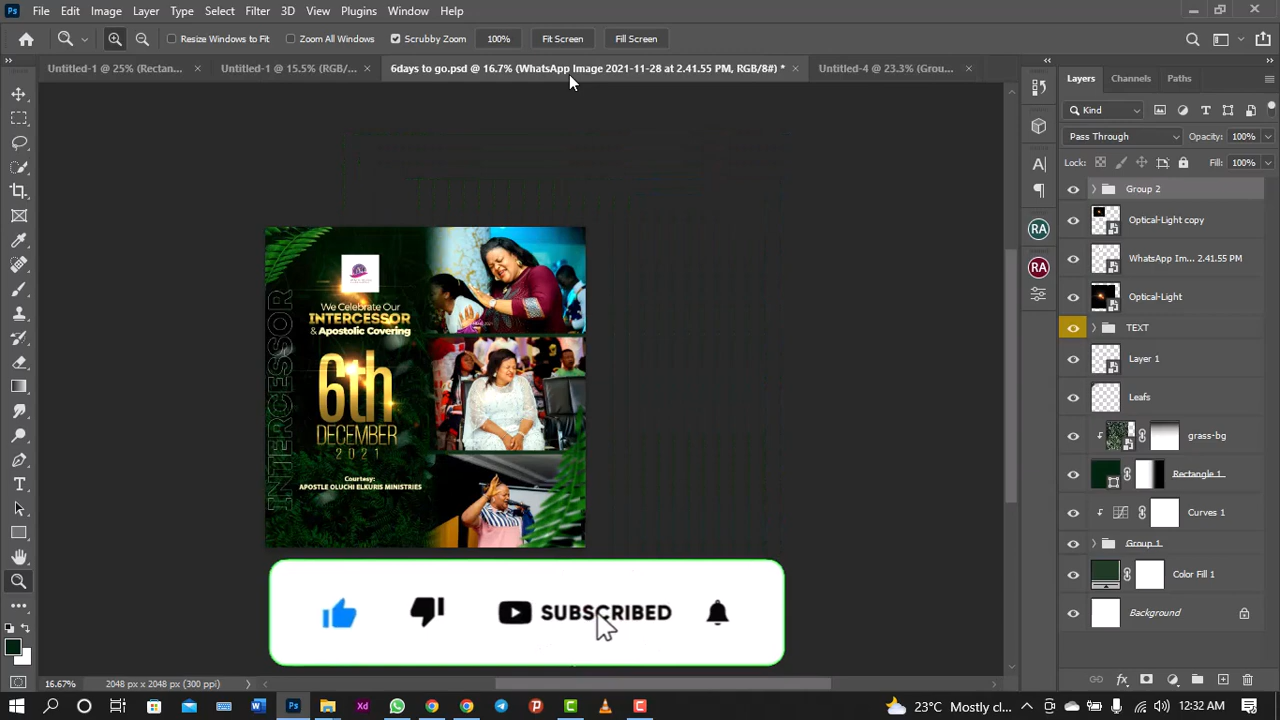 File Edit Image Layer Type Select Filter 3D View Plugins Window Help
Resize Windows to Fit Zoom All Windows Scrubby Zoom 100% Fit Screen Fill Screen
Untitled-1 @ 25% (Rectan... × Untitled-1 @ 15.5% (RGB/... × 6days to go.psd @ 16.7% (WhatsApp Image 2021-11-28 at 2.41.55 PM, RGB/8#) * × Untitled-4 @ 23.3% (Grou... ×
Layers Channels Paths
Kind
Pass Through Opacity: 100%
Lock: Fill: 100%
Group 2
Optical-Light copy
WhatsApp Im... 2.41.55 PM
Optical-Light
TEXT
Layer 1
Leafs
grass-bg
Rectangle 1
Curves 1
Group 1
Color Fill 1
Background
RA
RA
INTERCESSOR
We Celebrate Our
INTERCESSOR
& Apostolic Covering
6th
DECEMBER
2021
Courtesy:
APOSTLE OLUCHI ELKURIS MINISTRIES
SUBSCRIBED
16.67% 2048 px x 2048 px (300 ppi)
Ps
Xd
23°C Mostly cl... 12:32 AM